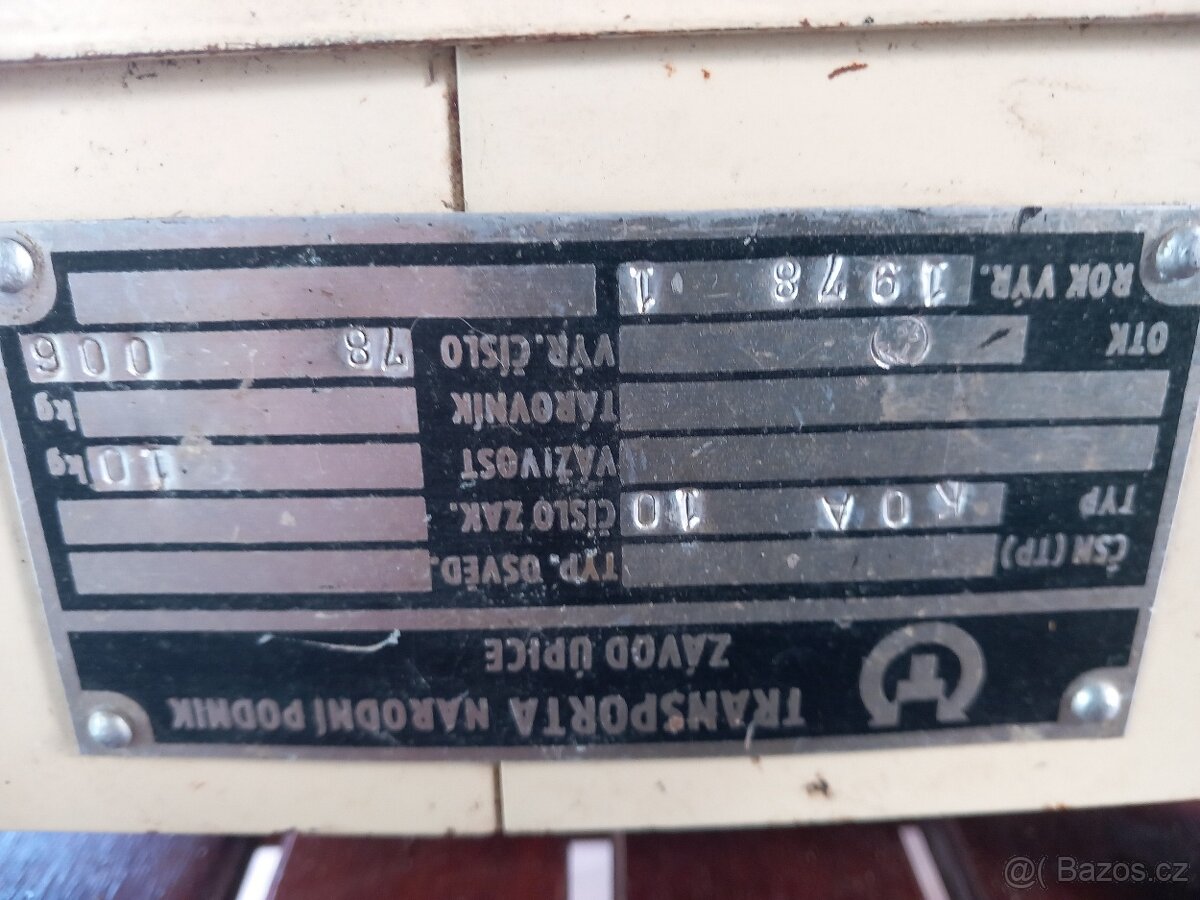 TRANSPORTA NÁRODNÍ PODNIK
ZÁVOD ÚPICE
ČSN (TP) TYP. OSVĚD.
TYP KOA 10 ČÍSLO ZAK.
VÁŽIVOST 10 kg
TÁROVNÍK kg
OTK VÝR. ČÍSLO 78 006
ROK VÝR. 1978 1
@( Bazos.cz